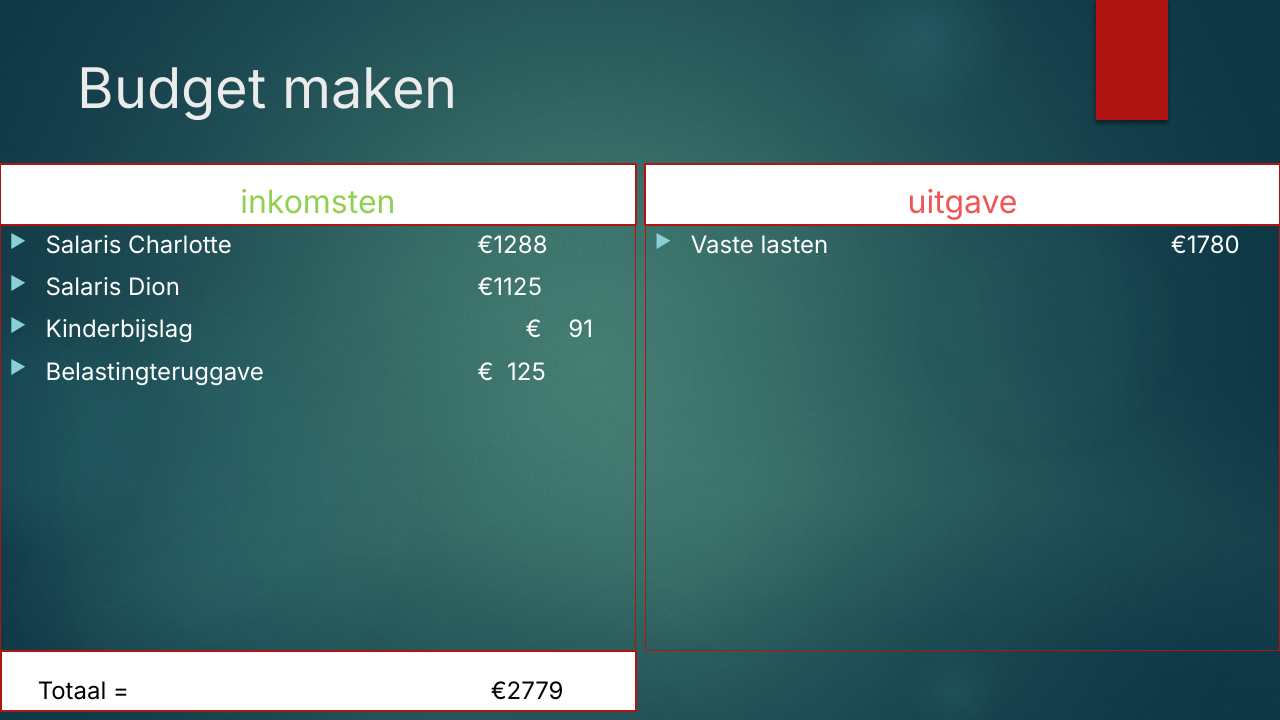 Budget maken
inkomsten
Salaris Charlotte €1288
Salaris Dion €1125
Kinderbijslag € 91
Belastingteruggave € 125
Totaal = €2779
uitgave
Vaste lasten €1780